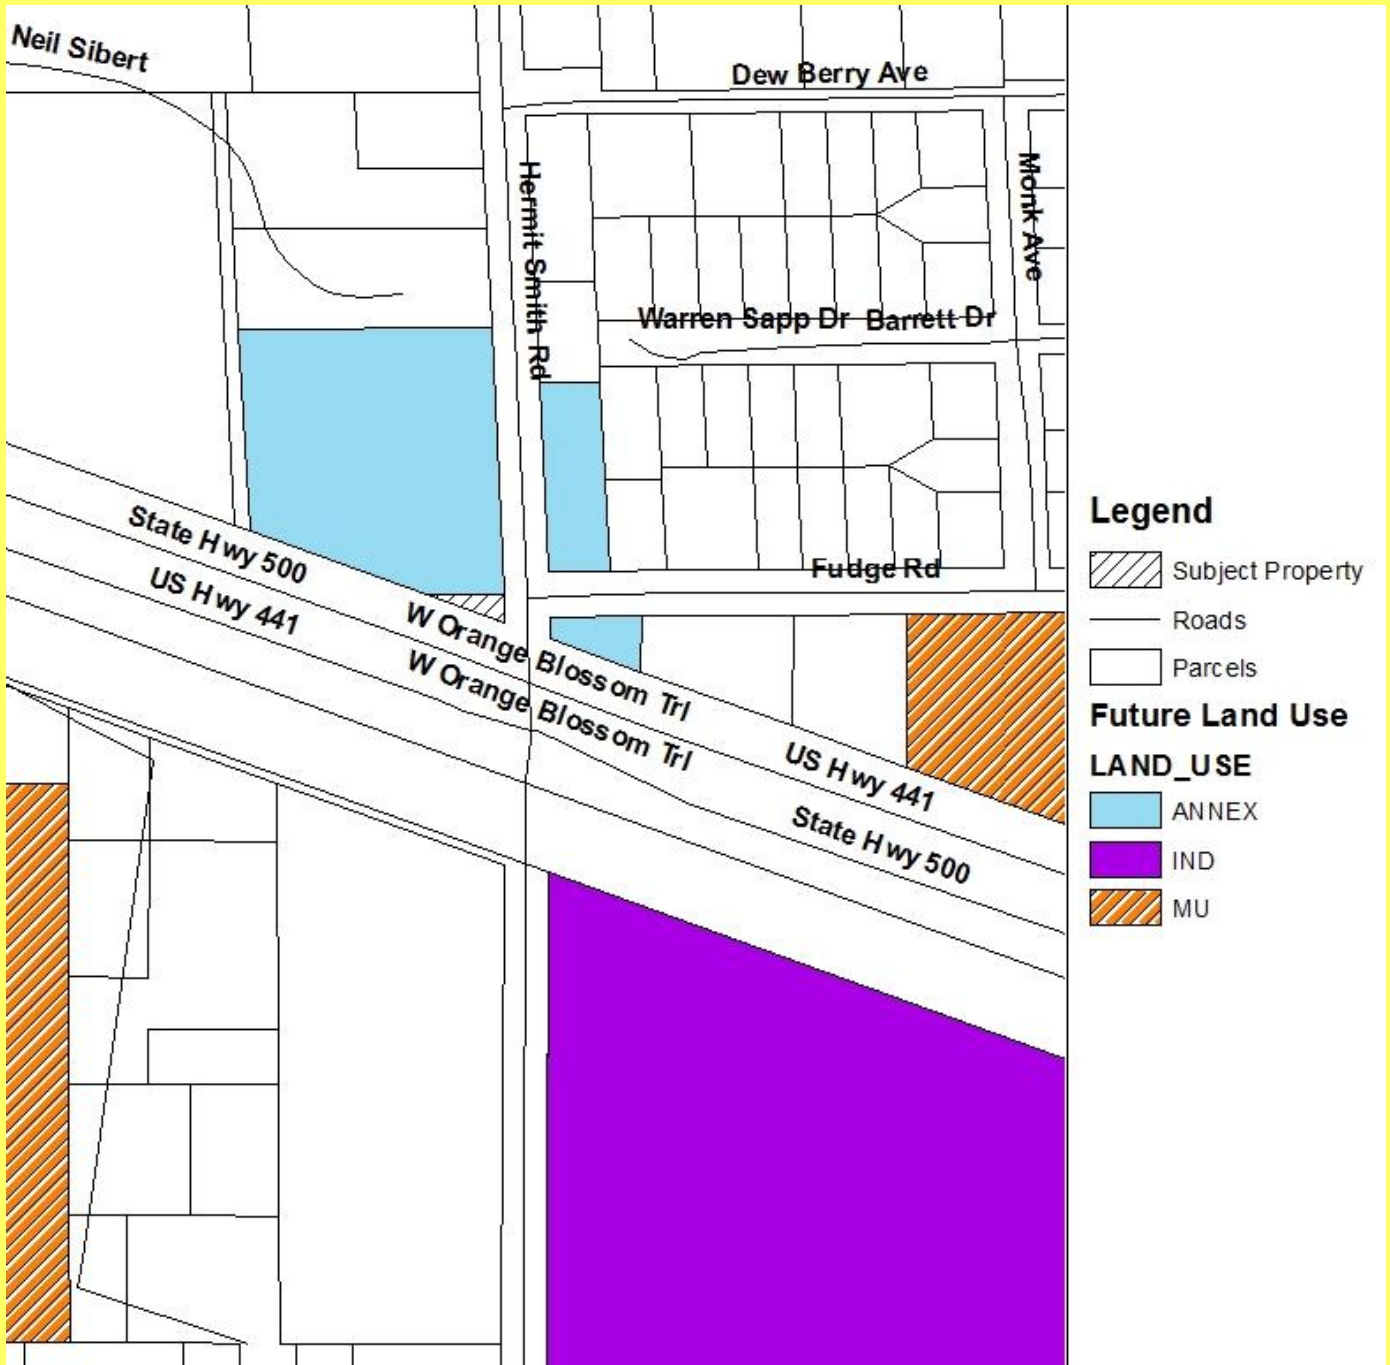 Neil Sibert
Dew Berry Ave
Hermit Smith Rd
Monk Ave
Warren Sapp Dr
Barrett Dr
State Hwy 500
US Hwy 441
Fudge Rd
W Orange Blossom Trl
W Orange Blossom Trl
US Hwy 441
State Hwy 500
Legend
Subject Property
Roads
Parcels
Future Land Use
LAND_USE
ANNEX
IND
MU